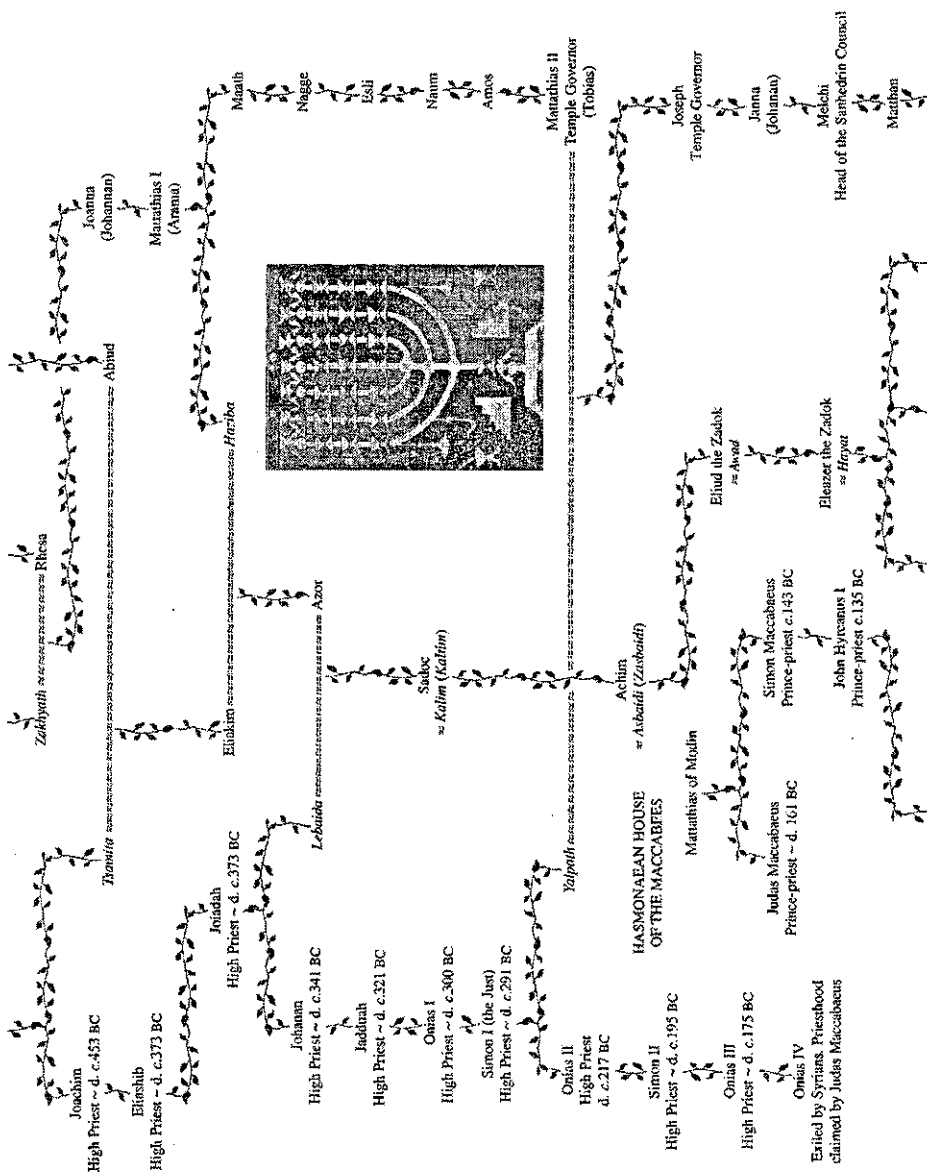 Zakhyath
Rhesa
Joachim
High Priest ~ d. c.453 BC
Thamita
Abiud
Joanna
(Johannan)
Eliashib
High Priest ~ d. c.373 BC
Mattathias I
(Arama)
Joiadah
High Priest ~ d. c.373 BC
Eliakim
Hariba
Maath
Johanan
High Priest ~ d. c.341 BC
Lebaida
Azor
Nagge
Jadduah
High Priest ~ d. c.321 BC
Esli
Onias I
High Priest ~ d. c.300 BC
Sadoc
= Kalim (Kaltim)
Naum
Simon I (the Just)
High Priest ~ d. c.291 BC
Amos
Onias II
High Priest
d. c.217 BC
Yalpath
Mattathias II
Temple Governor
(Tobias)
Simon II
High Priest ~ d. c.195 BC
HASMONAEAN HOUSE
OF THE MACCABEES
Achim
= Asbaidi (Zasbaidi)
Joseph
Temple Governor
Onias III
High Priest ~ d. c.175 BC
Mattathias of Modin
Eliud the Zadok
= Awad
Janna
(Johanan)
Onias IV
Exiled by Syrians. Priesthood
claimed by Judas Maccabaeus
Judas Maccabaeus
Prince-priest ~ d. 161 BC
Simon Maccabaeus
Prince-priest c.143 BC
Melchi
Head of the Sanhedrin Council
John Hyrcanus I
Prince-priest c.135 BC
Eleazer the Zadok
= Hayat
Matthan